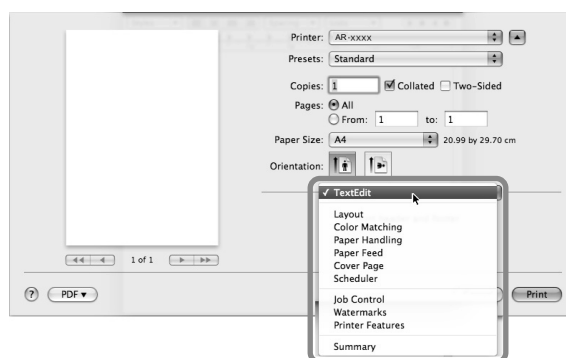 Printer: AR-xxxx
Presets: Standard
Copies: 1 Collated Two-Sided
Pages: All
From: 1 to: 1
Paper Size: A4 20.99 by 29.70 cm
Orientation:
✓ TextEdit
Layout
Color Matching
Paper Handling
Paper Feed
Cover Page
Scheduler
Job Control
Watermarks
Printer Features
Summary
1 of 1
? PDF ▼ Print